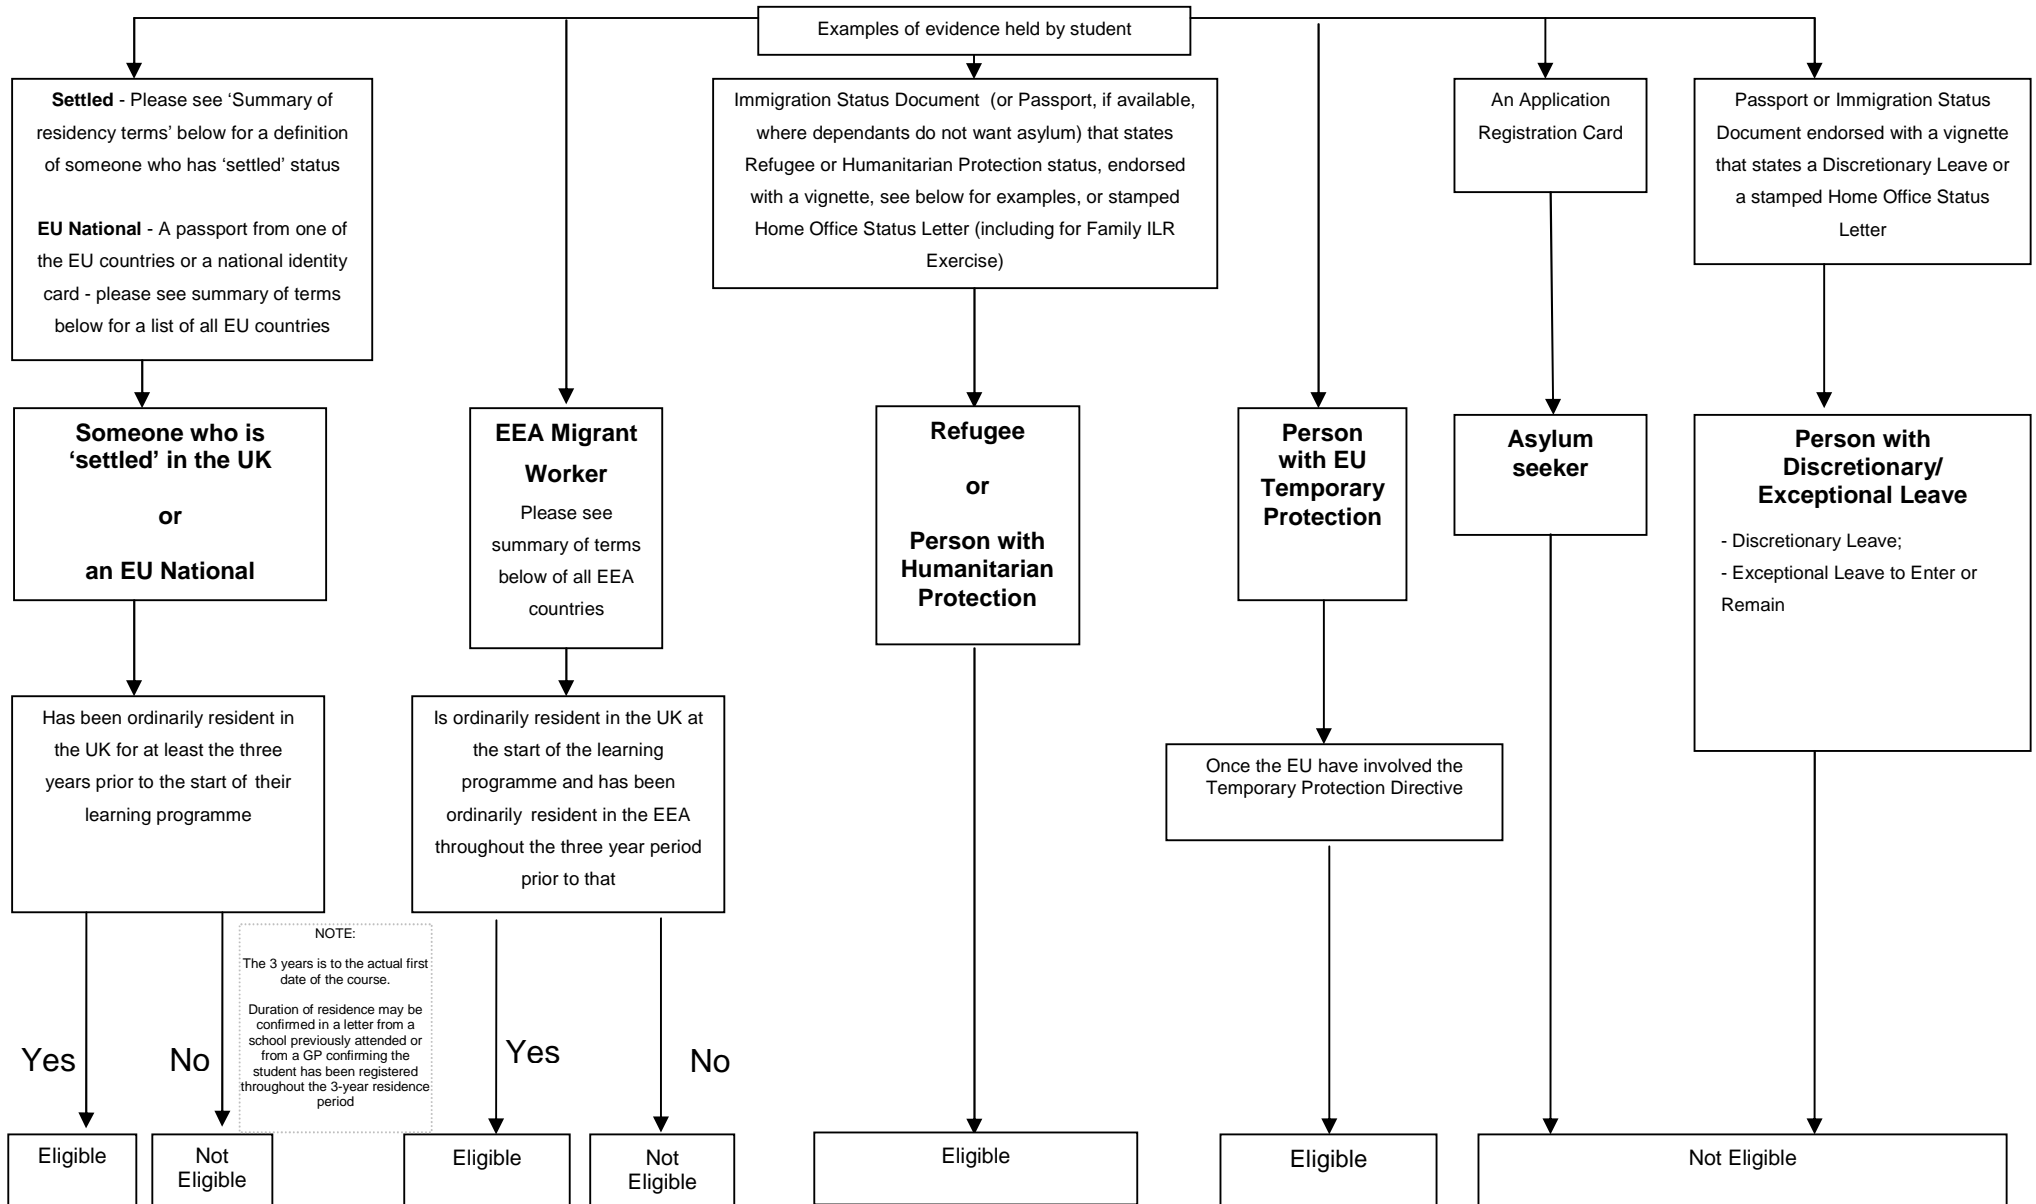 Examples of evidence held by student
Settled - Please see ‘Summary of
residency terms’ below for a definition
of someone who has ‘settled’ status
EU National - A passport from one of
the EU countries or a national identity
card - please see summary of terms
below for a list of all EU countries
Immigration Status Document (or Passport, if available,
where dependants do not want asylum) that states
Refugee or Humanitarian Protection status, endorsed
with a vignette, see below for examples, or stamped
Home Office Status Letter (including for Family ILR
Exercise)
An Application
Registration Card
Passport or Immigration Status
Document endorsed with a vignette
that states a Discretionary Leave or
a stamped Home Office Status
Letter
Someone who is
‘settled’ in the UK
or
an EU National
EEA Migrant
Worker
Please see
summary of terms
below of all EEA
countries
Refugee
or
Person with
Humanitarian
Protection
Person
with EU
Temporary
Protection
Asylum
seeker
Person with
Discretionary/
Exceptional Leave
- Discretionary Leave;
- Exceptional Leave to Enter or
Remain
Has been ordinarily resident in
the UK for at least the three
years prior to the start of their
learning programme
Is ordinarily resident in the UK at
the start of the learning
programme and has been
ordinarily resident in the EEA
throughout the three year period
prior to that
Once the EU have involved the
Temporary Protection Directive
NOTE:
The 3 years is to the actual first
date of the course.
Duration of residence may be
confirmed in a letter from a
school previously attended or
from a GP confirming the
student has been registered
throughout the 3-year residence
period
Yes
No
Yes
No
Eligible
Not
Eligible
Eligible
Not
Eligible
Eligible
Eligible
Not Eligible